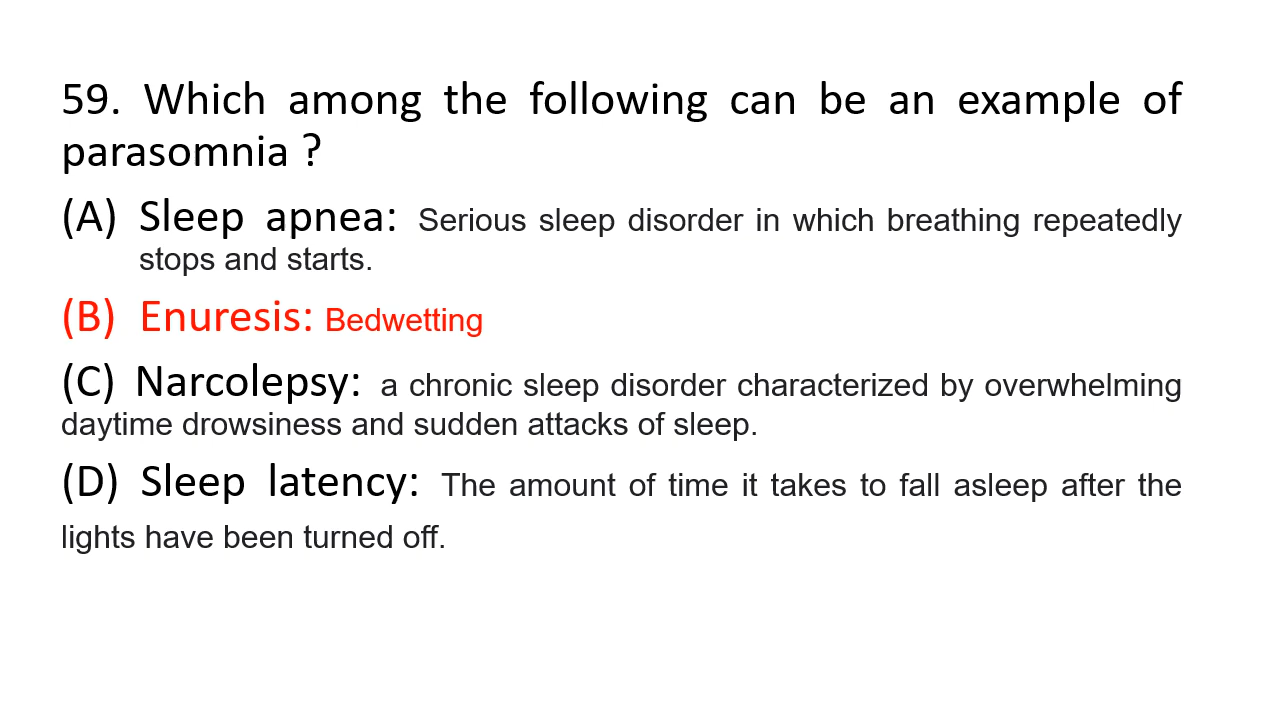 59. Which among the following can be an example of
parasomnia ?
(A) Sleep apnea: Serious sleep disorder in which breathing repeatedly
stops and starts.
(B) Enuresis: Bedwetting
(C) Narcolepsy: a chronic sleep disorder characterized by overwhelming
daytime drowsiness and sudden attacks of sleep.
(D) Sleep latency: The amount of time it takes to fall asleep after the
lights have been turned off.